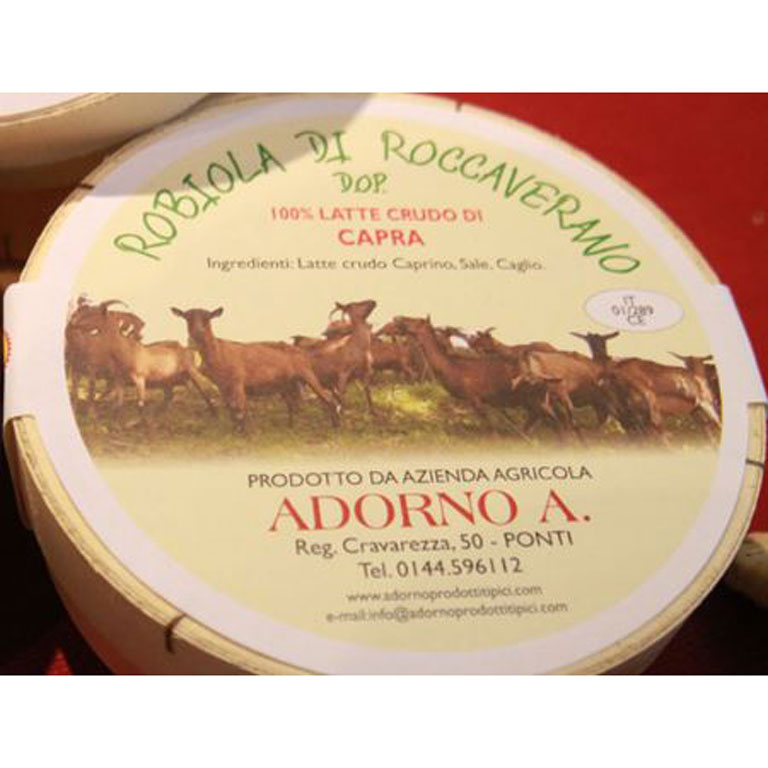 ROBIOLA DI ROCCAVERANO
D.O.P.
100% LATTE CRUDO DI
CAPRA
Ingredienti: Latte crudo Caprino, Sale, Caglio.
IT
01/289
CE
PRODOTTO DA AZIENDA AGRICOLA
ADORNO A.
Reg. Cravarezza, 50 - PONTI
Tel. 0144.596112
www.adornoprodottitipici.com
e-mail:info@adornoprodottitipici.com